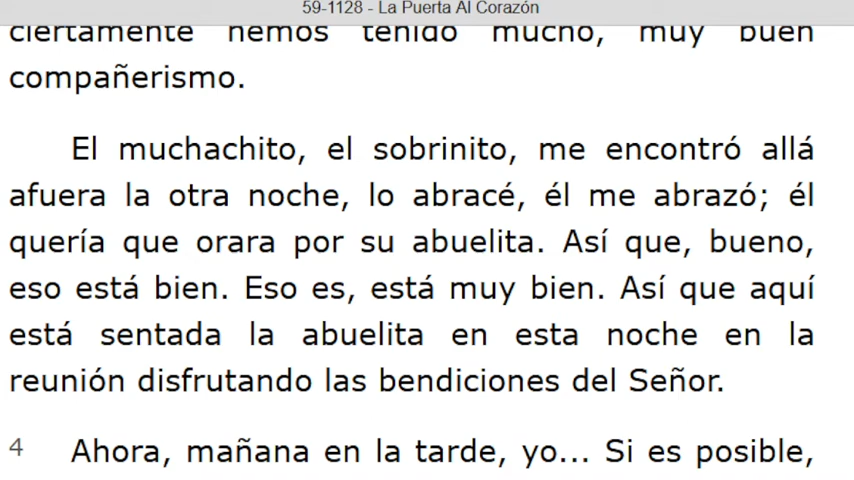 59-1128 - La Puerta Al Corazón
ciertamente hemos tenido mucho, muy buen
compañerismo.
El muchachito, el sobrinito, me encontró allá
afuera la otra noche, lo abracé, él me abrazó; él
quería que orara por su abuelita. Así que, bueno,
eso está bien. Eso es, está muy bien. Así que aquí
está sentada la abuelita en esta noche en la
reunión disfrutando las bendiciones del Señor.
4 Ahora, mañana en la tarde, yo... Si es posible,